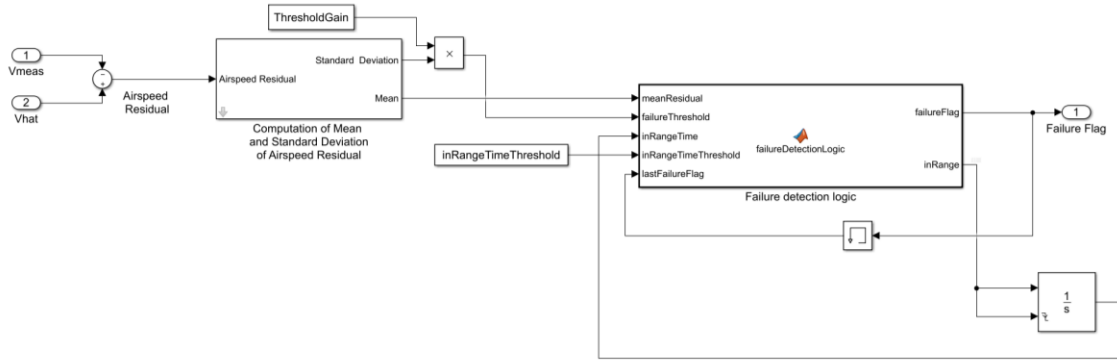 ThresholdGain
1
Vmeas
2
Vhat
−
+
Airspeed
Residual
Airspeed Residual
Standard Deviation
Mean
Computation of Mean
and Standard Deviation
of Airspeed Residual
×
inRangeTimeThreshold
meanResidual
failureThreshold
inRangeTime
inRangeTimeThreshold
lastFailureFlag
failureDetectionLogic
failureFlag
inRange
Failure detection logic
1
Failure Flag
1
s